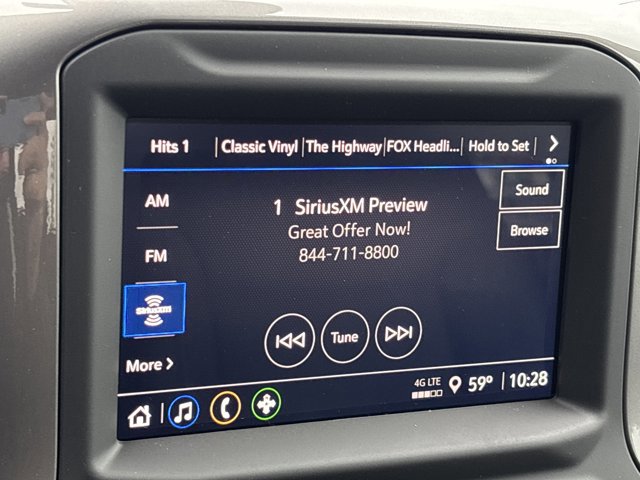 Hits 1 Classic Vinyl The Highway FOX Headli... Hold to Set
AM
1 SiriusXM Preview
Sound
Great Offer Now!
Browse
FM
844-711-8800
SiriusXM
Tune
More
4G LTE 59° 10:28